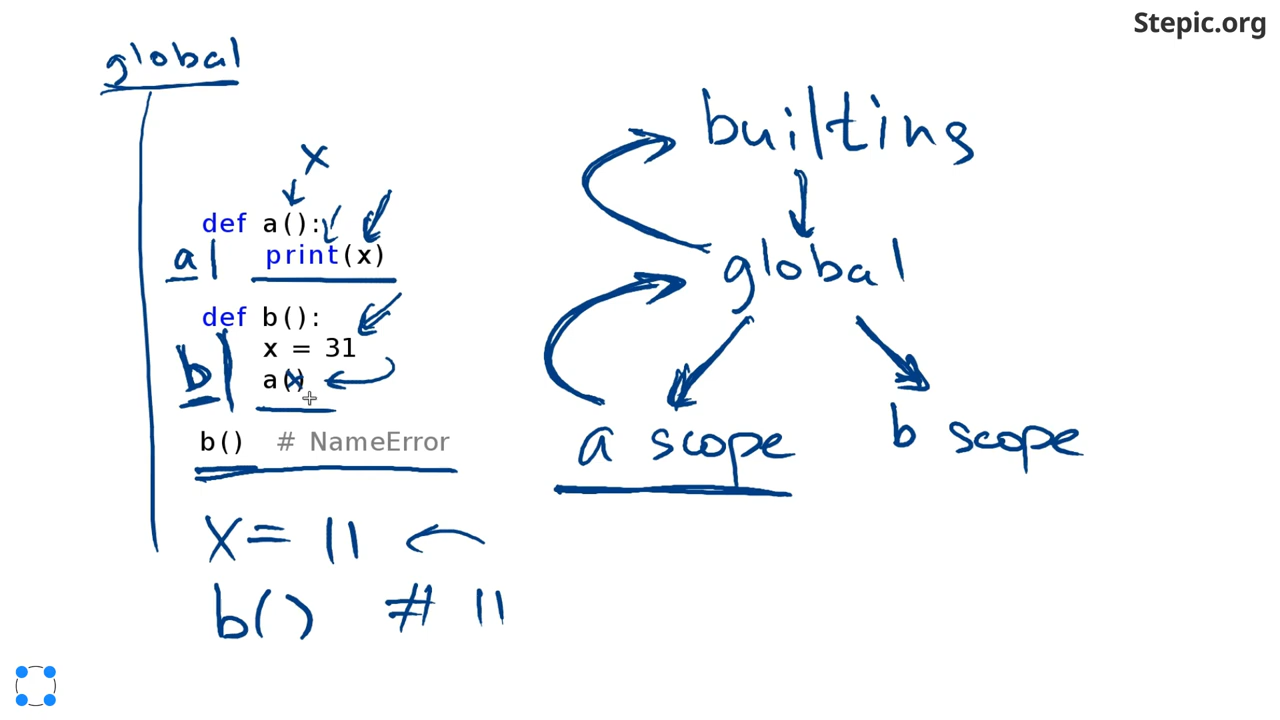 Stepic.org
global
x
def a():
a print(x)
def b():
x = 31
b a(x)
b() # NameError
x = 11
b() # 11
builtins
global
a scope b scope